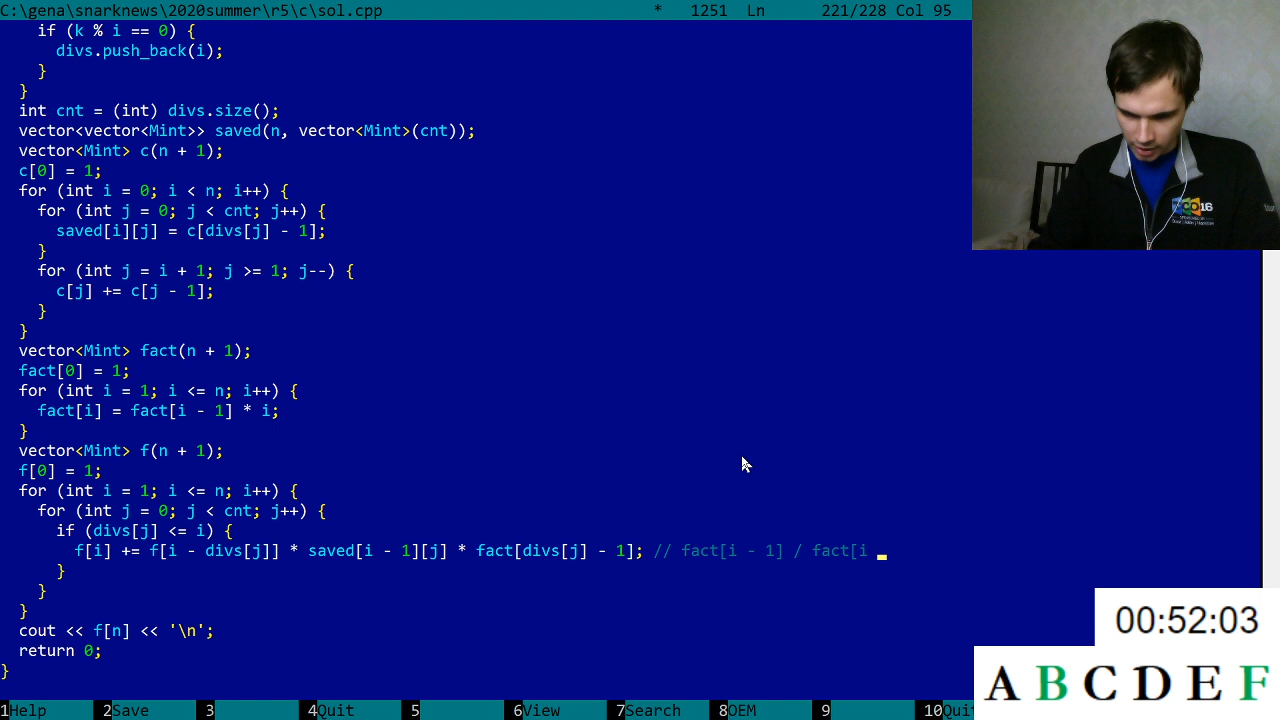 C:\gena\snarknews\2020summer\r5\c\sol.cpp * 1251 Ln 221/228 Col 95
if (k % i == 0) {
divs.push_back(i);
}
}
int cnt = (int) divs.size();
vector<vector<Mint>> saved(n, vector<Mint>(cnt));
vector<Mint> c(n + 1);
c[0] = 1;
for (int i = 0; i < n; i++) {
for (int j = 0; j < cnt; j++) {
saved[i][j] = c[divs[j] - 1];
}
for (int j = i + 1; j >= 1; j--) {
c[j] += c[j - 1];
}
}
vector<Mint> fact(n + 1);
fact[0] = 1;
for (int i = 1; i <= n; i++) {
fact[i] = fact[i - 1] * i;
}
vector<Mint> f(n + 1);
f[0] = 1;
for (int i = 1; i <= n; i++) {
for (int j = 0; j < cnt; j++) {
if (divs[j] <= i) {
f[i] += f[i - divs[j]] * saved[i - 1][j] * fact[divs[j] - 1]; // fact[i - 1] / fact[i _
}
}
}
cout << f[n] << '\n';
return 0;
}
00:52:03
A B C D E F
1Help 2Save 3 4Quit 5 6View 7Search 8OEM 9 10Quit